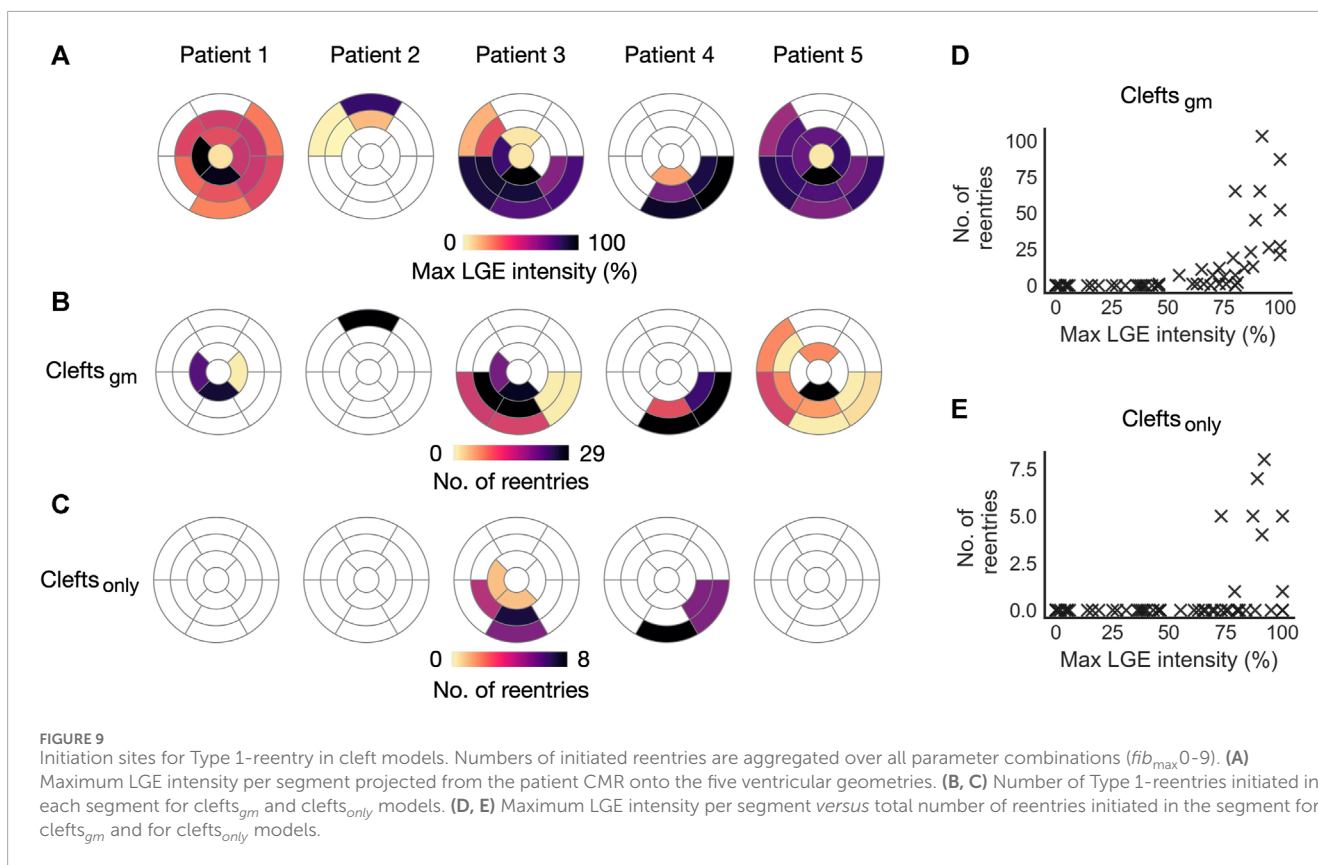 A
Patient 1 Patient 2 Patient 3 Patient 4 Patient 5
0 100
Max LGE intensity (%)
B
Clefts gm
0 29
No. of reentries
C
Clefts only
0 8
No. of reentries
D
Clefts gm
No. of
reentries
100
75
50
25
0
0 25 50 75 100
Max LGE intensity (%)
E
Clefts only
No. of
reentries
7.5
5.0
2.5
0.0
0 25 50 75 100
Max LGE intensity (%)
FIGURE 9
Initiation sites for Type 1-reentry in cleft models. Numbers of initiated reentries are aggregated over all parameter combinations (fibmax0-9). (A)
Maximum LGE intensity per segment projected from the patient CMR onto the five ventricular geometries. (B, C) Number of Type 1-reentries initiated in
each segment for cleftsgm and cleftsonly models. (D, E) Maximum LGE intensity per segment versus total number of reentries initiated in the segment for
cleftsgm and for cleftsonly models.